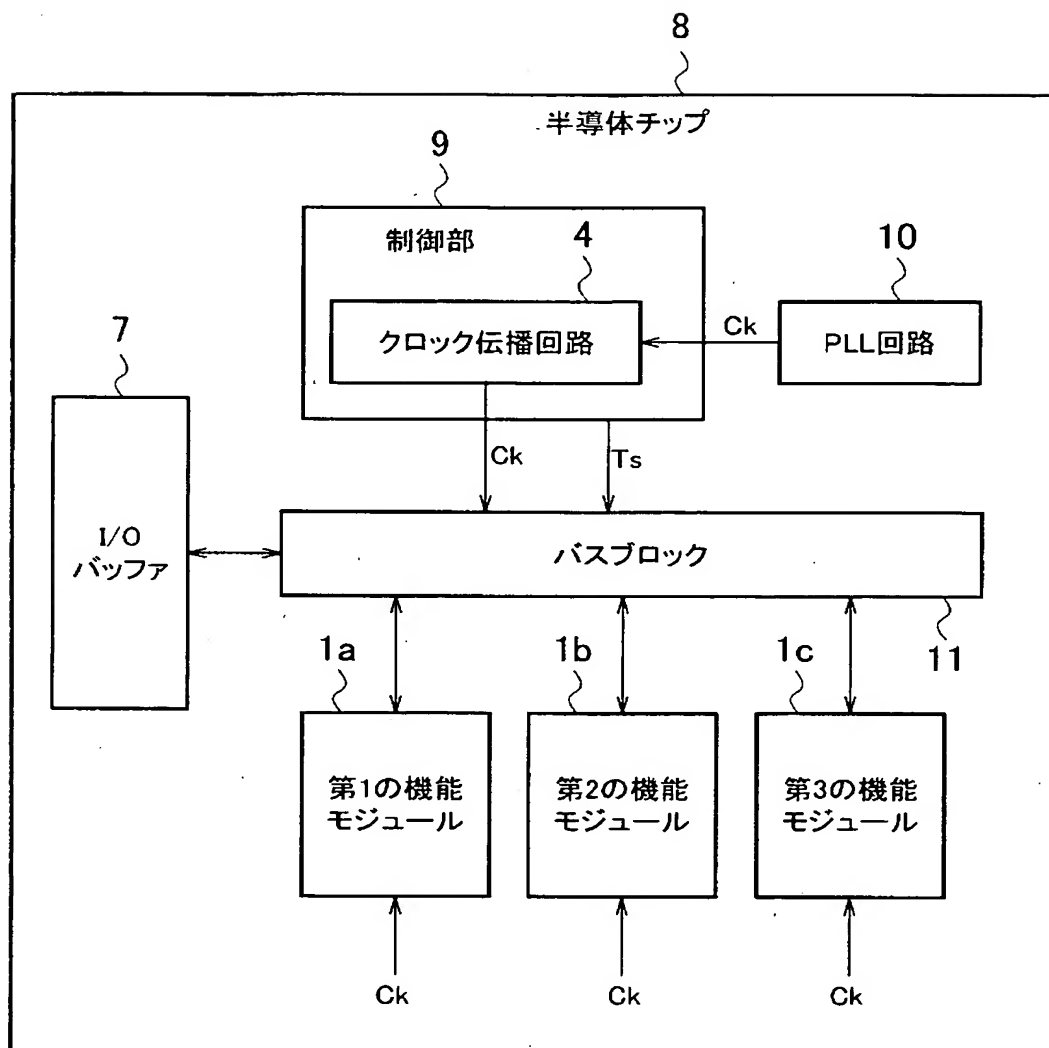 8
半導体チップ
9
制御部
4
10
クロック伝播回路
Ck
PLL回路
7
Ck
Ts
I/O
バッファ
バスブロック
11
1a
1b
1c
第1の機能
モジュール
第2の機能
モジュール
第3の機能
モジュール
Ck
Ck
Ck